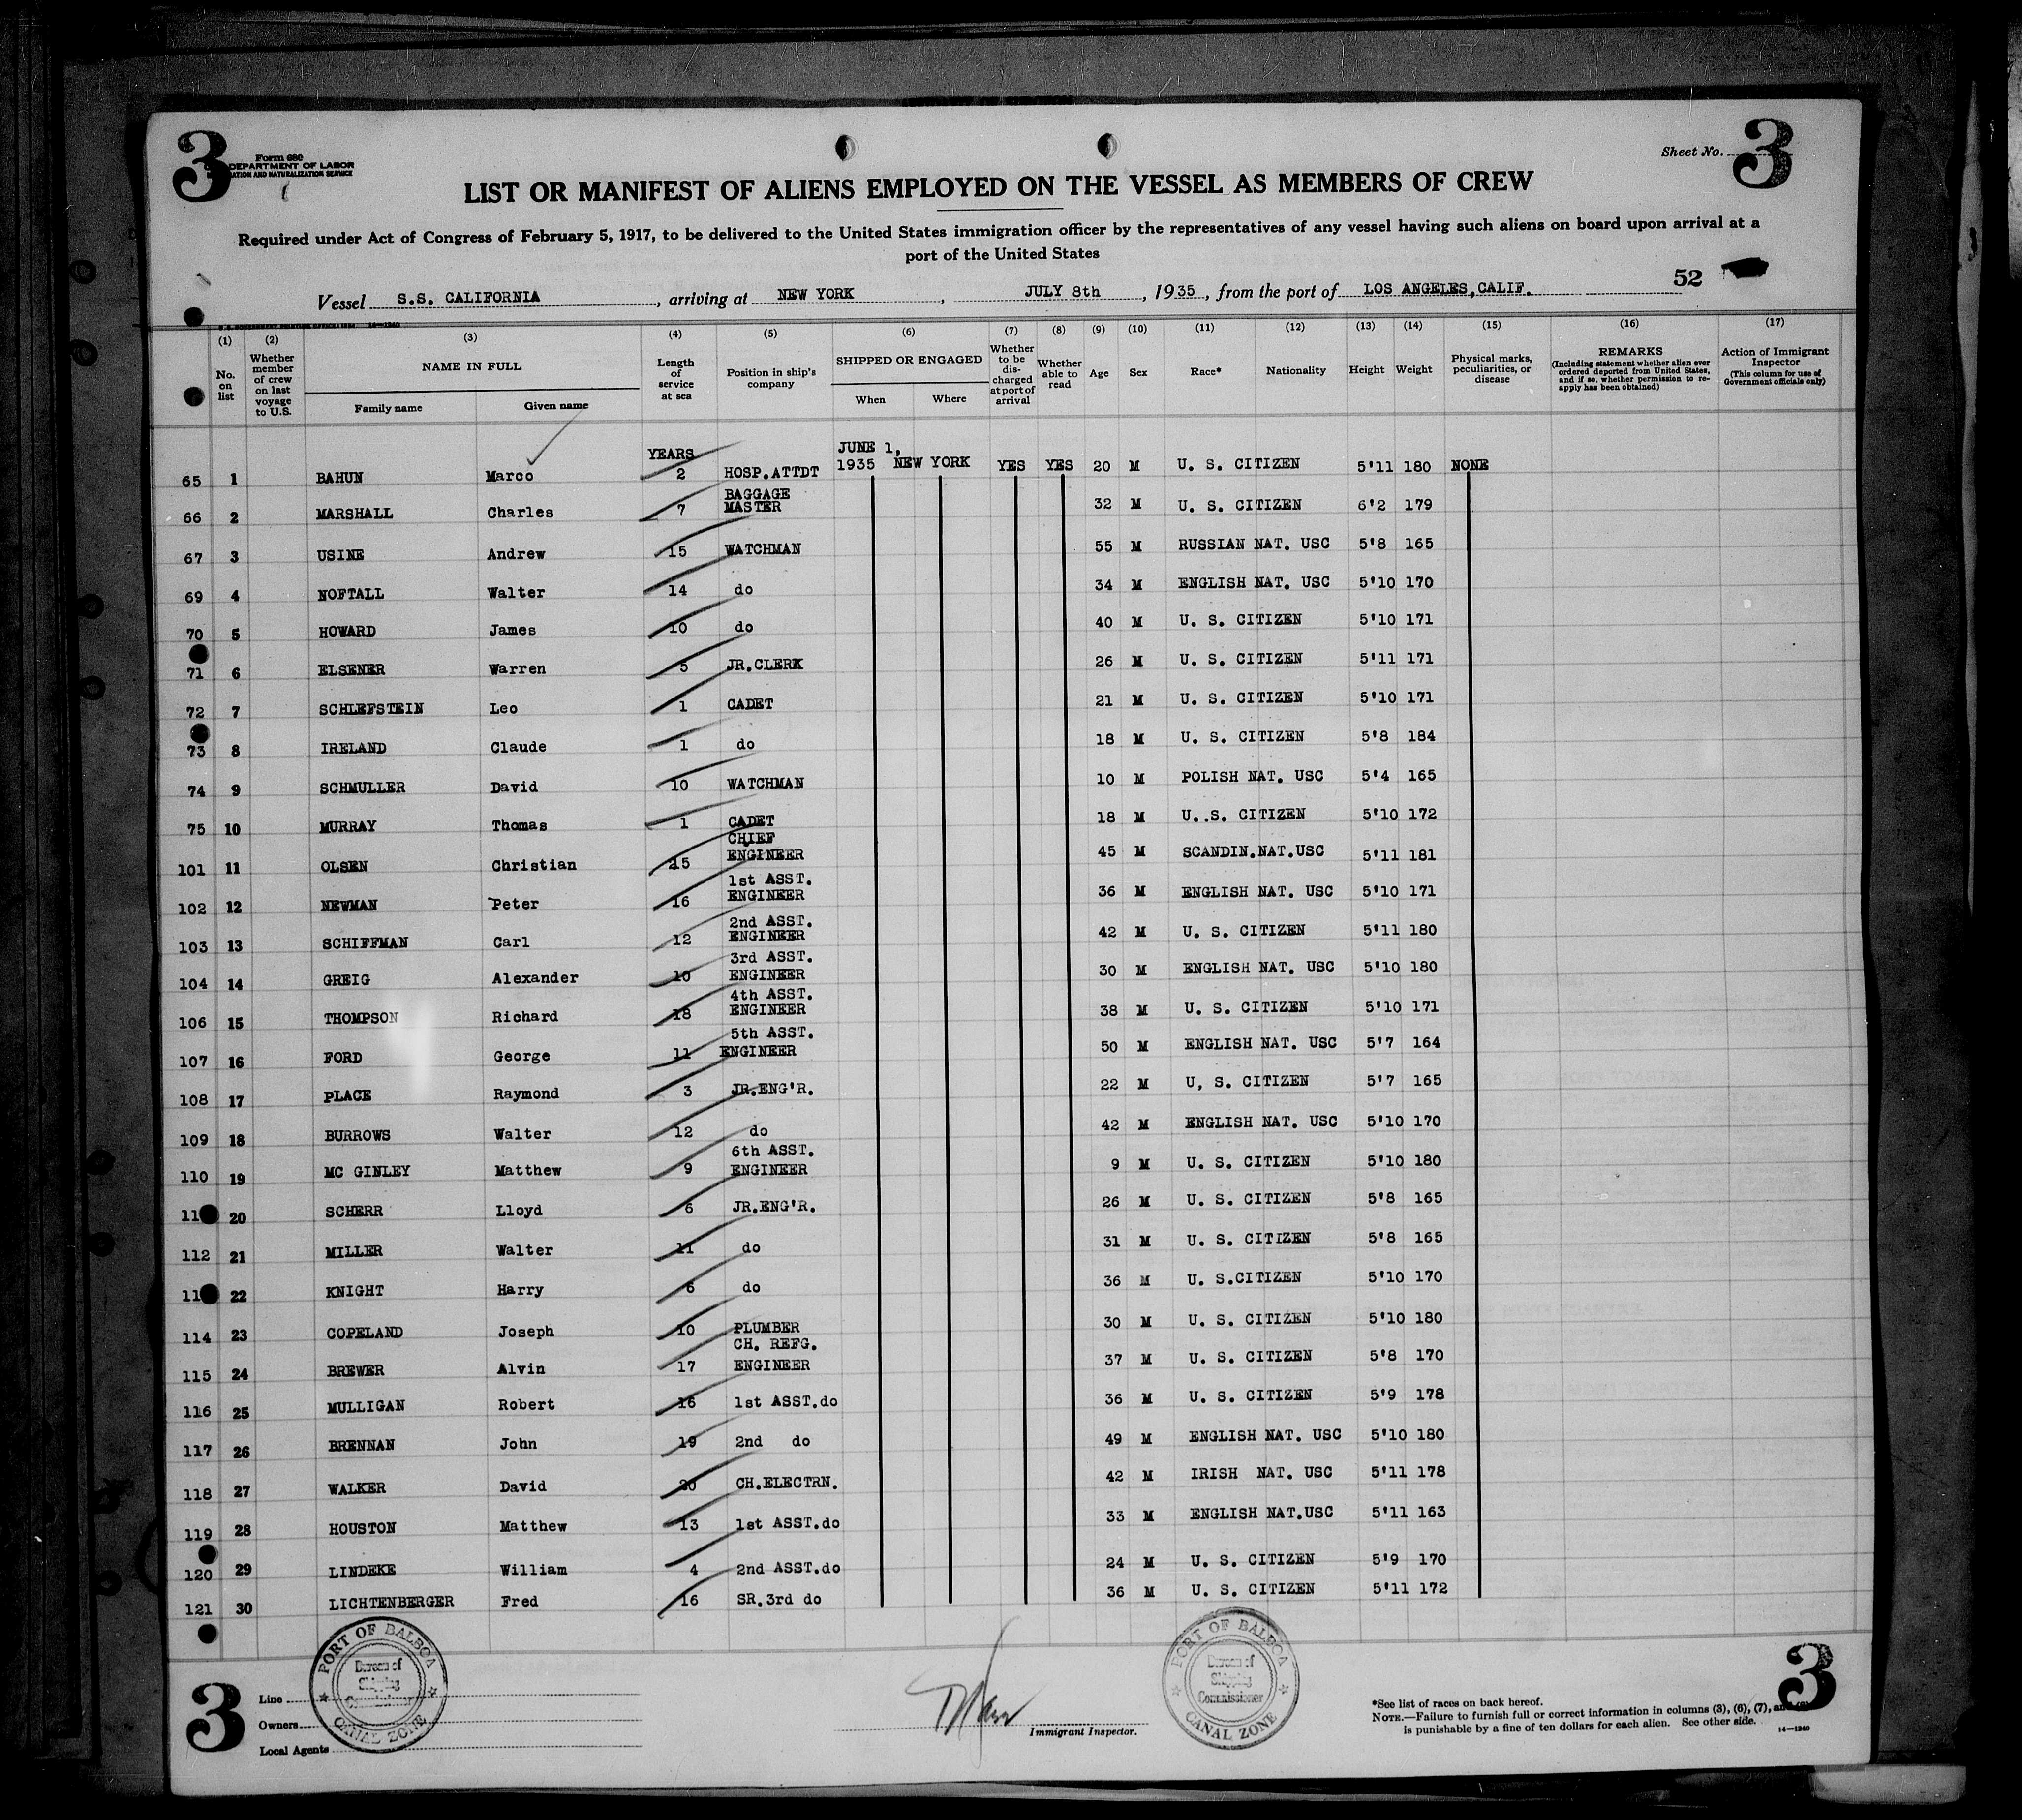 3
Form 680
DEPARTMENT OF LABOR
ATION AND NATURALIZATION SERVICE
Sheet No. 3
LIST OR MANIFEST OF ALIENS EMPLOYED ON THE VESSEL AS MEMBERS OF CREW
Required under Act of Congress of February 5, 1917, to be delivered to the United States immigration officer by the representatives of any vessel having such aliens on board upon arrival at a
port of the United States
52
Vessel S.S. CALIFORNIA, arriving at NEW YORK, JULY 8th, 1935, from the port of LOS ANGELES,CALIF.
(1) (2) (3) (4) (5) (6) (7) (8) (9) (10) (11) (12) (13) (14) (15) (16) (17)
No. on list
Whether member of crew on last voyage to U.S.
NAME IN FULL
Family name Given name
Length of service at sea
Position in ship's company
SHIPPED OR ENGAGED
When Where
Whether to be discharged at port of arrival
Whether able to read
Age Sex Race* Nationality Height Weight
Physical marks, peculiarities, or disease
REMARKS
(Including statement whether alien ever ordered deported from United States, and if so, whether permission to reapply has been obtained)
Action of Immigrant Inspector
(This column for use of Government officials only)
65 1 BAHUN Marco YEARS 2 HOSP.ATTDT JUNE 1, 1935 NEW YORK YES YES 20 M U. S. CITIZEN 5'11 180 NONE
66 2 MARSHALL Charles 7 BAGGAGE MASTER 32 M U. S. CITIZEN 6'2 179
67 3 USINE Andrew 15 WATCHMAN 55 M RUSSIAN NAT. USC 5'8 165
69 4 NOFTALL Walter 14 do 34 M ENGLISH NAT. USC 5'10 170
70 5 HOWARD James 10 do 40 M U. S. CITIZEN 5'10 171
71 6 ELSENER Warren 5 JR.CLERK 26 M U. S. CITIZEN 5'11 171
72 7 SCHLEFSTEIN Leo 1 CADET 21 M U. S. CITIZEN 5'10 171
73 8 IRELAND Claude 1 do 18 M U. S. CITIZEN 5'8 184
74 9 SCHMULLER David 10 WATCHMAN 10 M POLISH NAT. USC 5'4 165
75 10 MURRAY Thomas 1 CADET 18 M U..S. CITIZEN 5'10 172
101 11 OLSEN Christian 25 CHIEF ENGINEER 45 M SCANDIN.NAT.USC 5'11 181
102 12 NEWMAN Peter 16 1st ASST. ENGINEER 36 M ENGLISH NAT. USC 5'10 171
103 13 SCHIFFMAN Carl 12 2nd ASST. ENGINEER 42 M U. S. CITIZEN 5'11 180
104 14 GREIG Alexander 10 3rd ASST. ENGINEER 30 M ENGLISH NAT. USC 5'10 180
106 15 THOMPSON Richard 18 4th ASST. ENGINEER 38 M U. S. CITIZEN 5'10 171
107 16 FORD George 11 5th ASST. ENGINEER 50 M ENGLISH NAT. USC 5'7 164
108 17 PLACE Raymond 3 JR.ENG'R. 22 M U, S. CITIZEN 5'7 165
109 18 BURROWS Walter 12 do 42 M ENGLISH NAT. USC 5'10 170
110 19 MC GINLEY Matthew 9 6th ASST. ENGINEER 9 M U. S. CITIZEN 5'10 180
11 20 SCHERR Lloyd 6 JR.ENG'R. 26 M U. S. CITIZEN 5'8 165
112 21 MILLER Walter 11 do 31 M U. S. CITIZEN 5'8 165
11 22 KNIGHT Harry 6 do 36 M U. S.CITIZEN 5'10 170
114 23 COPELAND Joseph 10 PLUMBER 30 M U. S. CITIZEN 5'10 180
115 24 BREWER Alvin 17 CH. REFG. ENGINEER 37 M U. S. CITIZEN 5'8 170
116 25 MULLIGAN Robert 16 1st ASST.do 36 M U. S. CITIZEN 5'9 178
117 26 BRENNAN John 19 2nd do 49 M ENGLISH NAT. USC 5'10 180
118 27 WALKER David 20 CH.ELECTRN. 42 M IRISH NAT. USC 5'11 178
119 28 HOUSTON Matthew 13 1st ASST.do 33 M ENGLISH NAT.USC 5'11 163
120 29 LINDEKE William 4 2nd ASST.do 24 M U. S. CITIZEN 5'9 170
121 30 LICHTENBERGER Fred 16 SR.3rd do 36 M U. S. CITIZEN 5'11 172
PORT OF BALBOA
Bureau of Shipping Commissioner
CANAL ZONE
PORT OF BALBOA
Bureau of Shipping Commissioner
CANAL ZONE
3
3
Line
Owners
Local Agents
Immigrant Inspector.
*See list of races on back hereof.
NOTE.—Failure to furnish full or correct information in columns (3), (6), (7), and (8)
is punishable by a fine of ten dollars for each alien. See other side.
14—1240